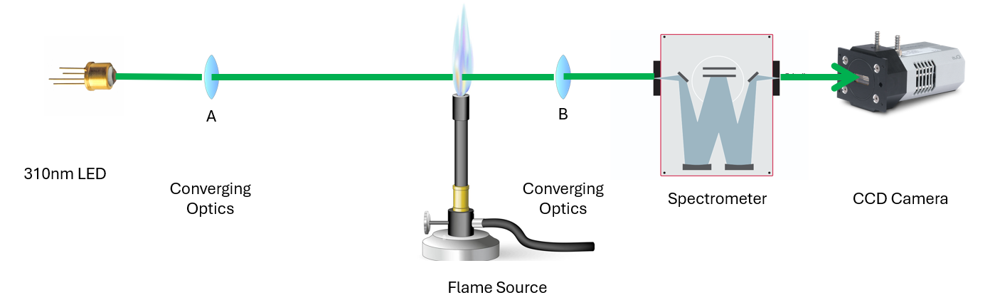 A
B
310nm LED
Converging
Optics
Converging
Optics
Spectrometer
CCD Camera
Flame Source